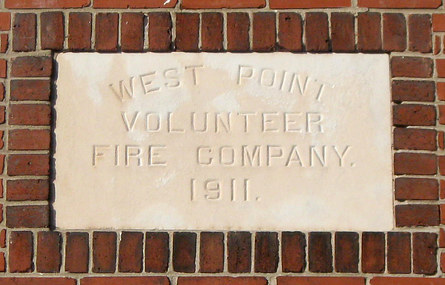 WEST POINT
VOLUNTEER
FIRE COMPANY.
1911.